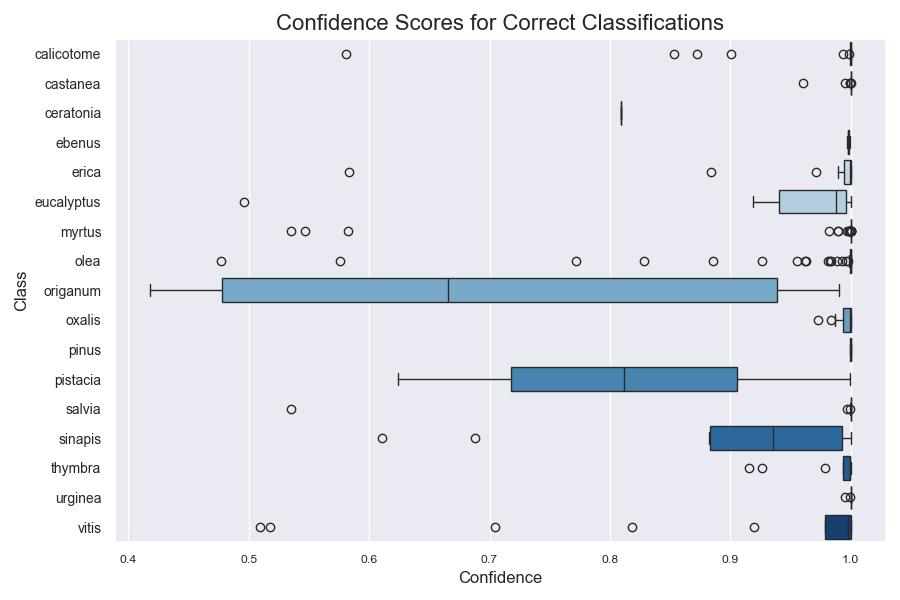 Confidence Scores for Correct Classifications
calicotome
castanea
ceratonia
ebenus
erica
eucalyptus
myrtus
olea
origanum
oxalis
pinus
pistacia
salvia
sinapis
thymbra
urginea
vitis
Class
0.4 0.5 0.6 0.7 0.8 0.9 1.0
Confidence